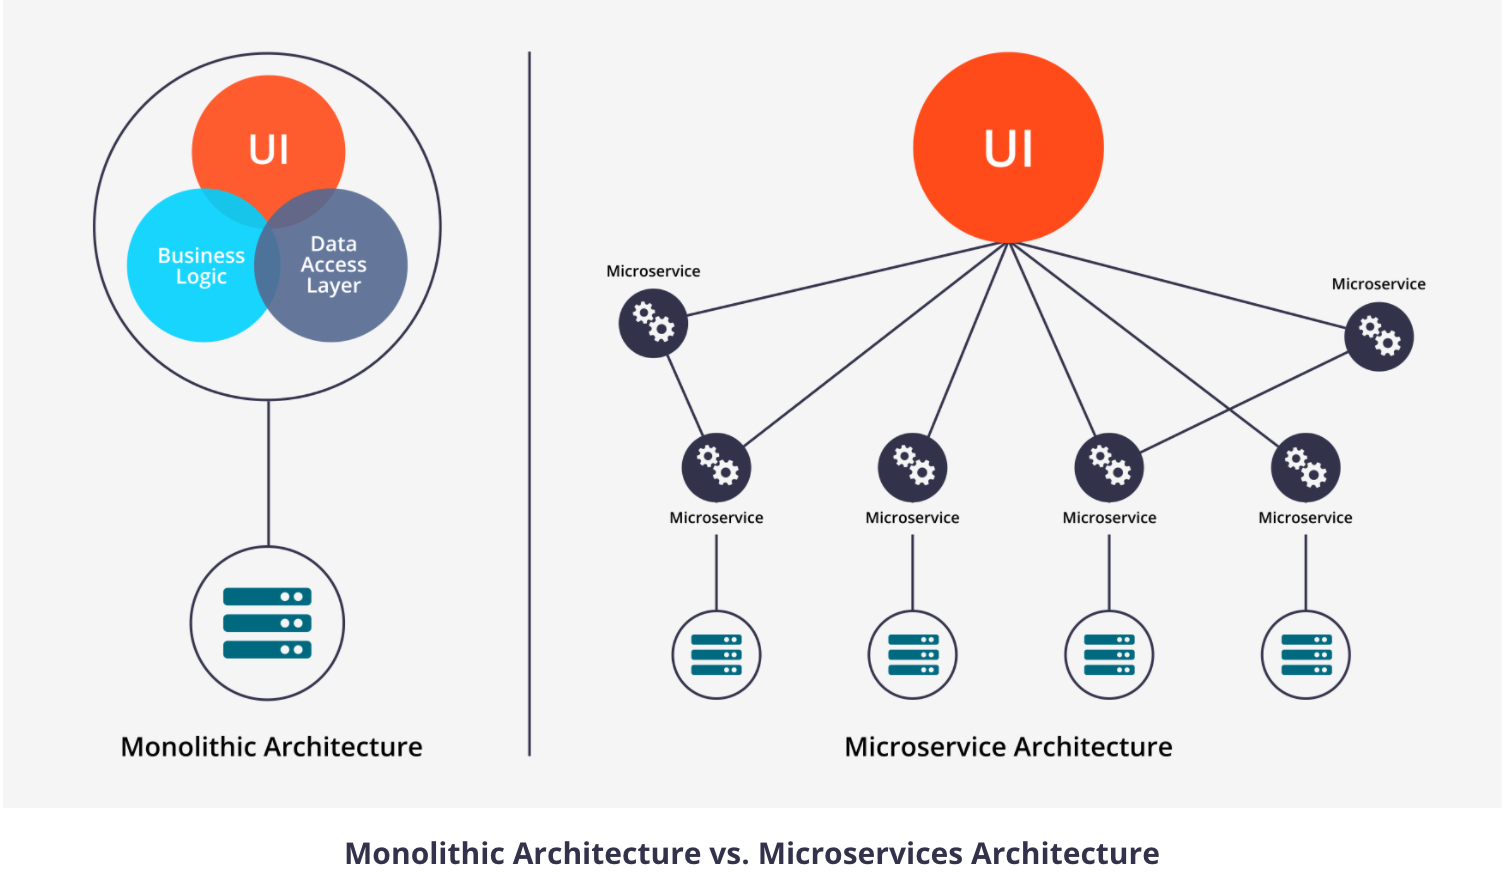 UI
Business
Logic
Data
Access
Layer
Monolithic Architecture
UI
Microservice
Microservice
Microservice
Microservice
Microservice
Microservice
Microservice Architecture
Monolithic Architecture vs. Microservices Architecture